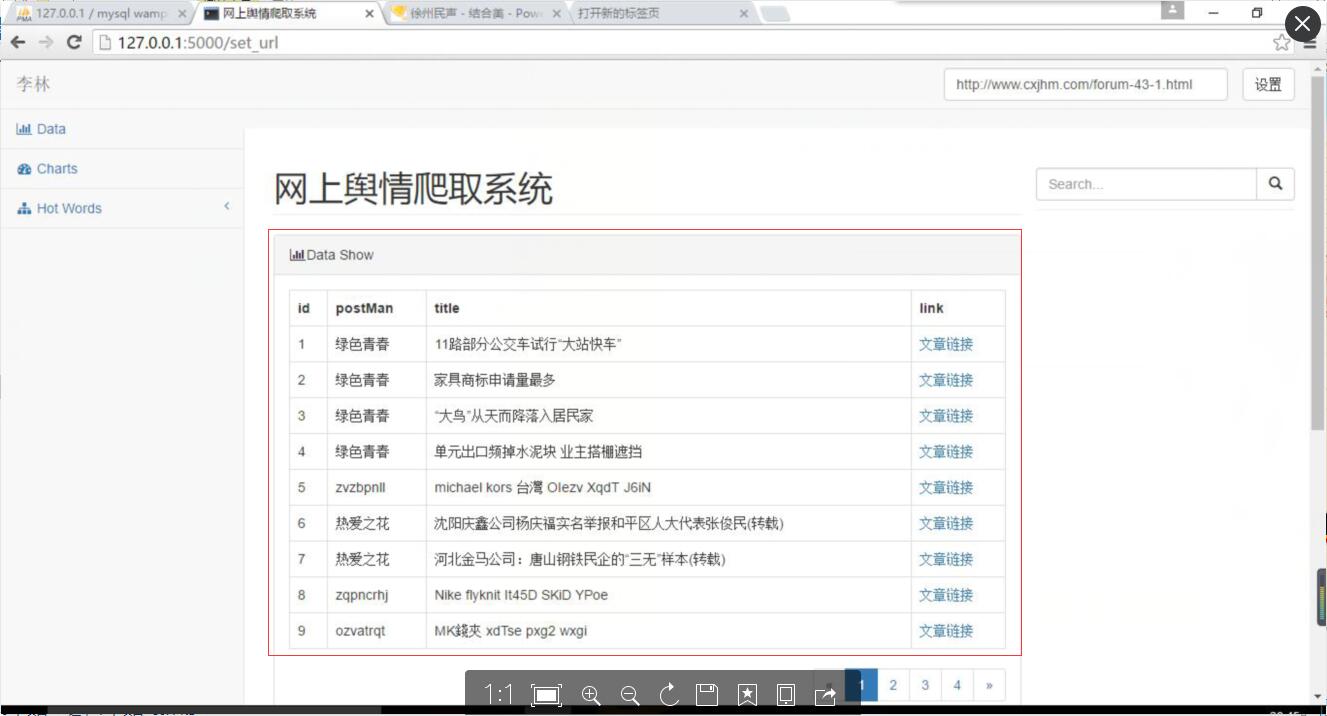 127.0.0.1 / mysql wamp
网上舆情爬取系统
徐州民声 - 结合美 - Pow
打开新的标签页
127.0.0.1:5000/set_url
李林
http://www.cxjhm.com/forum-43-1.html
设置
Data
Charts
Hot Words
网上舆情爬取系统
Search...
Data Show
id postMan title link
1 绿色青春 11路部分公交车试行“大站快车” 文章链接
2 绿色青春 家具商标申请量最多 文章链接
3 绿色青春 “大鸟”从天而降落入居民家 文章链接
4 绿色青春 单元出口频掉水泥块 业主搭棚遮挡 文章链接
5 zvzbpnll michael kors 台灣 Olezv XqdT J6iN 文章链接
6 热爱之花 沈阳庆鑫公司杨庆福实名举报和平区人大代表张俊民(转载) 文章链接
7 热爱之花 河北金马公司：唐山钢铁民企的“三无”样本(转载) 文章链接
8 zqpncrhj Nike flyknit It45D SKiD YPoe 文章链接
9 ozvatrqt MK錢夾 xdTse pxg2 wxgi 文章链接
1:1
1 2 3 4 »